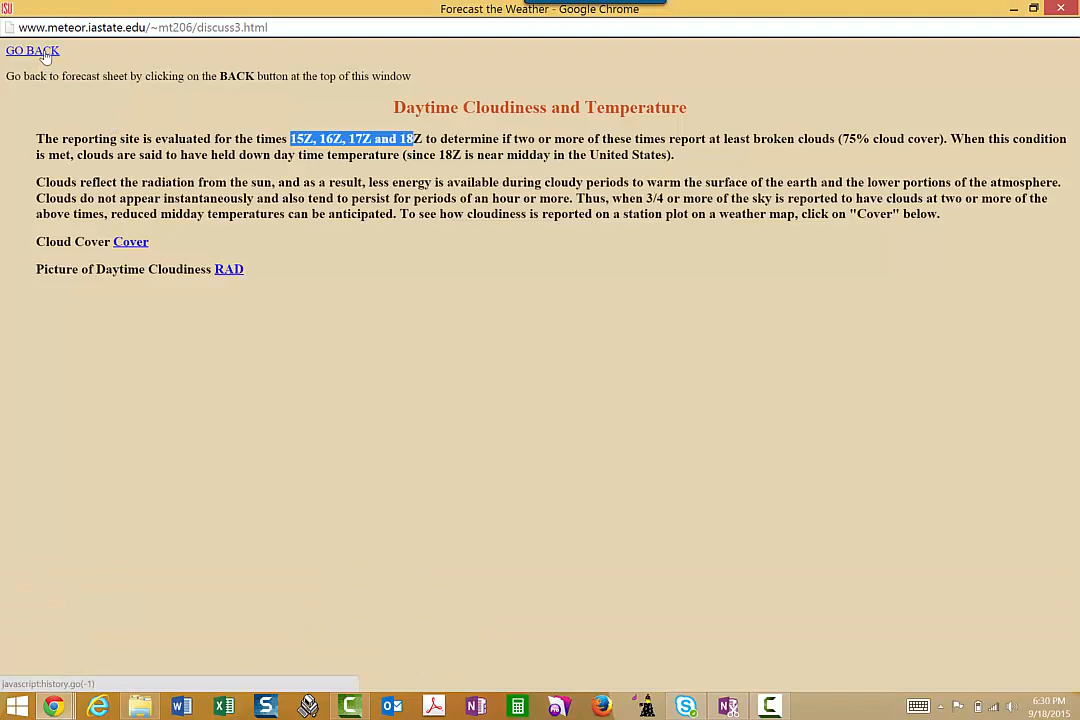 ISU
Forecast the Weather - Google Chrome
www.meteor.iastate.edu/~mt206/discuss3.html
GO BACK
Go back to forecast sheet by clicking on the BACK button at the top of this window
Daytime Cloudiness and Temperature
The reporting site is evaluated for the times 15Z, 16Z, 17Z and 18Z to determine if two or more of these times report at least broken clouds (75% cloud cover). When this condition
is met, clouds are said to have held down day time temperature (since 18Z is near midday in the United States).
Clouds reflect the radiation from the sun, and as a result, less energy is available during cloudy periods to warm the surface of the earth and the lower portions of the atmosphere.
Clouds do not appear instantaneously and also tend to persist for periods of an hour or more. Thus, when 3/4 or more of the sky is reported to have clouds at two or more of the
above times, reduced midday temperatures can be anticipated. To see how cloudiness is reported on a station plot on a weather map, click on "Cover" below.
Cloud Cover Cover
Picture of Daytime Cloudiness RAD
javascript:history.go(-1)
6:30 PM
9/18/2015